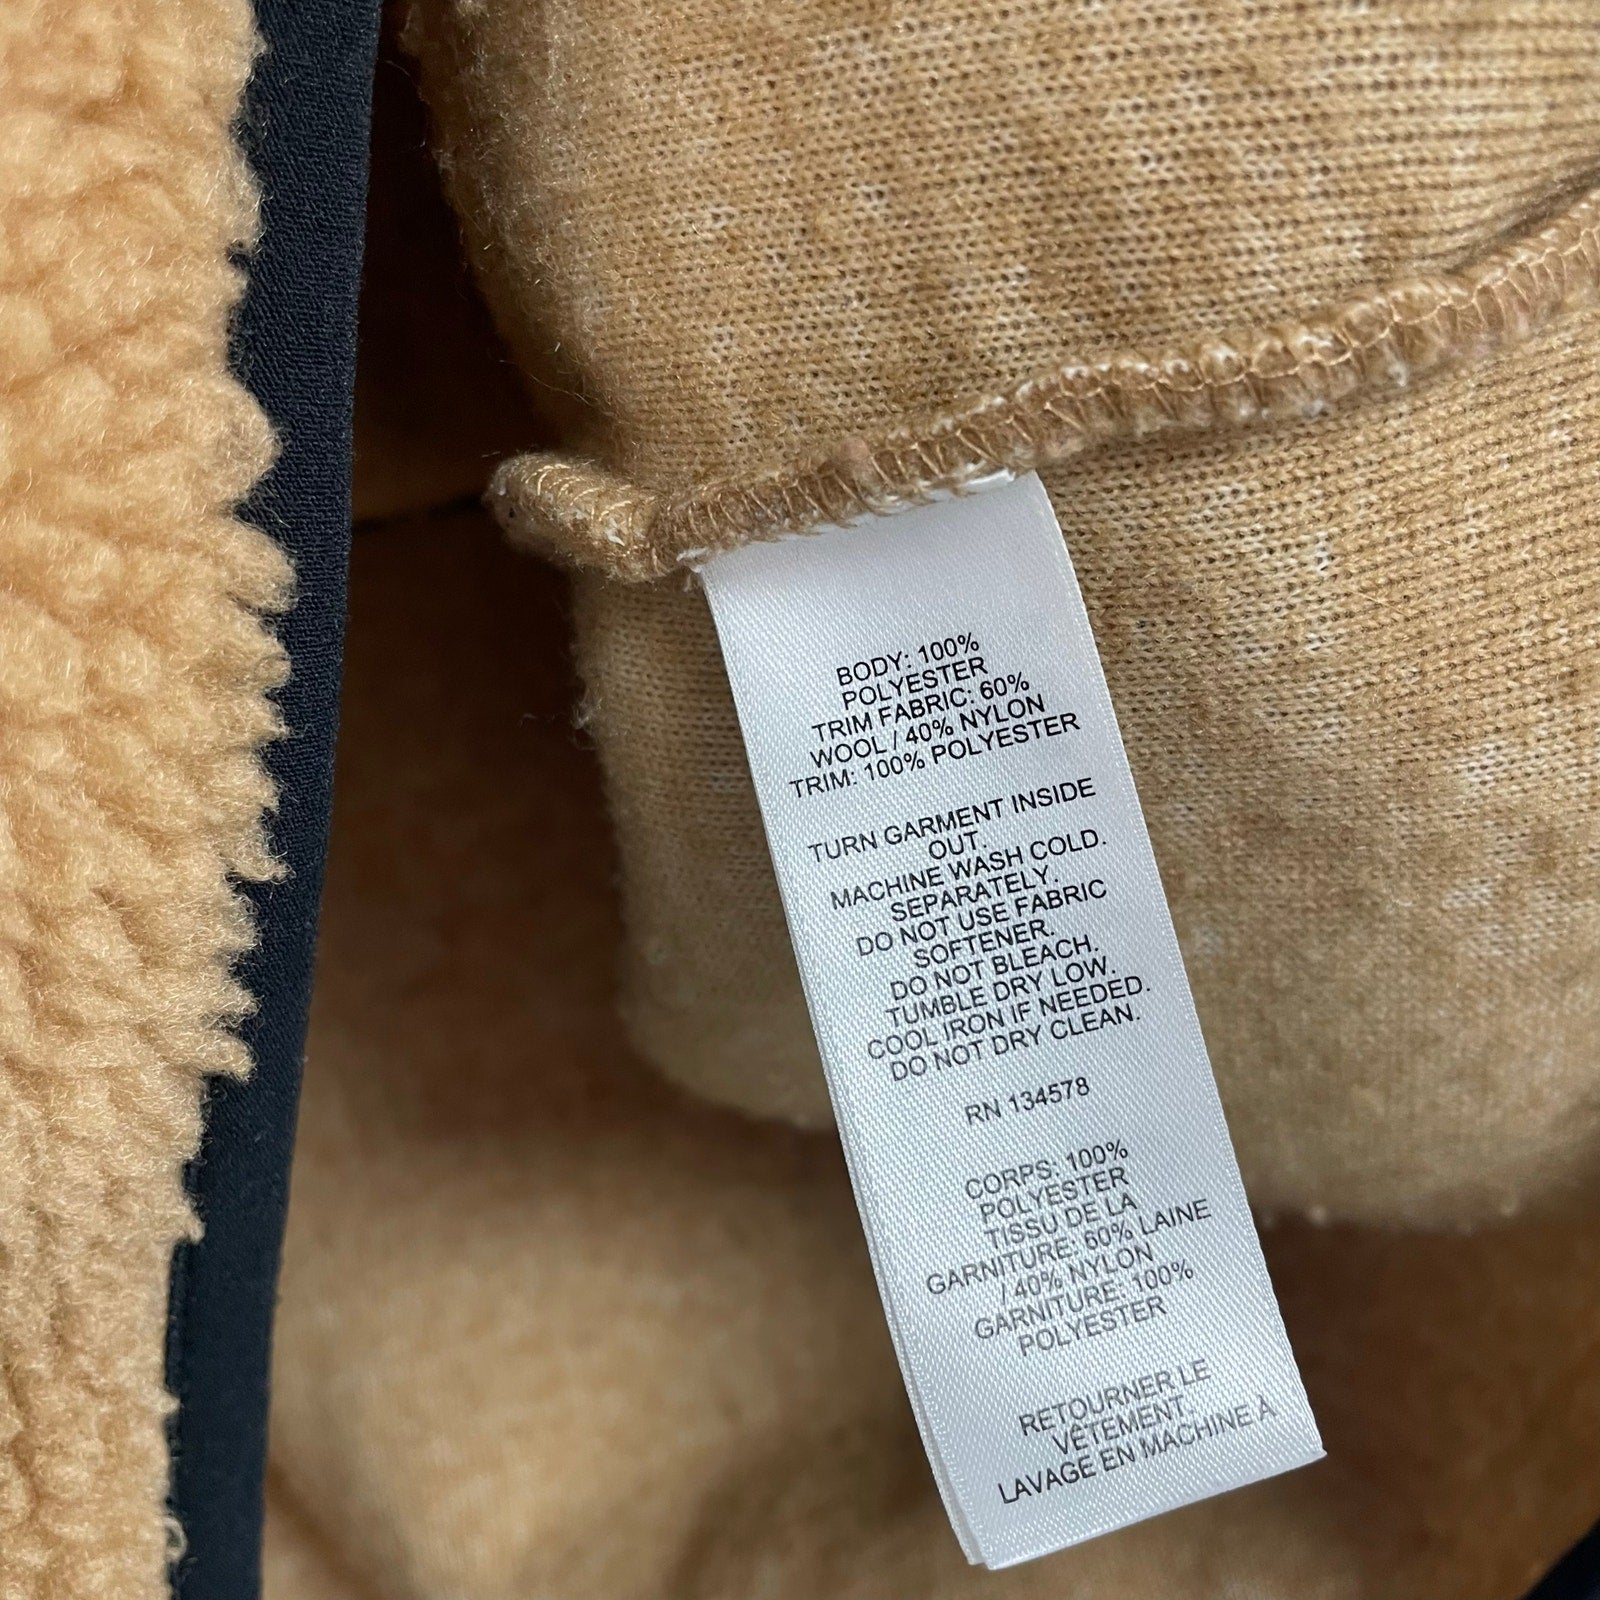 BODY: 100%
POLYESTER
TRIM FABRIC: 60%
WOOL / 40% NYLON
TRIM: 100% POLYESTER
TURN GARMENT INSIDE
OUT.
MACHINE WASH COLD.
SEPARATELY.
DO NOT USE FABRIC
SOFTENER.
DO NOT BLEACH.
TUMBLE DRY LOW.
COOL IRON IF NEEDED.
DO NOT DRY CLEAN.
RN 134578
CORPS: 100%
POLYESTER
TISSU DE LA
GARNITURE: 60% LAINE
/ 40% NYLON
GARNITURE: 100%
POLYESTER
RETOURNER LE
VÊTEMENT.
LAVAGE EN MACHINE À